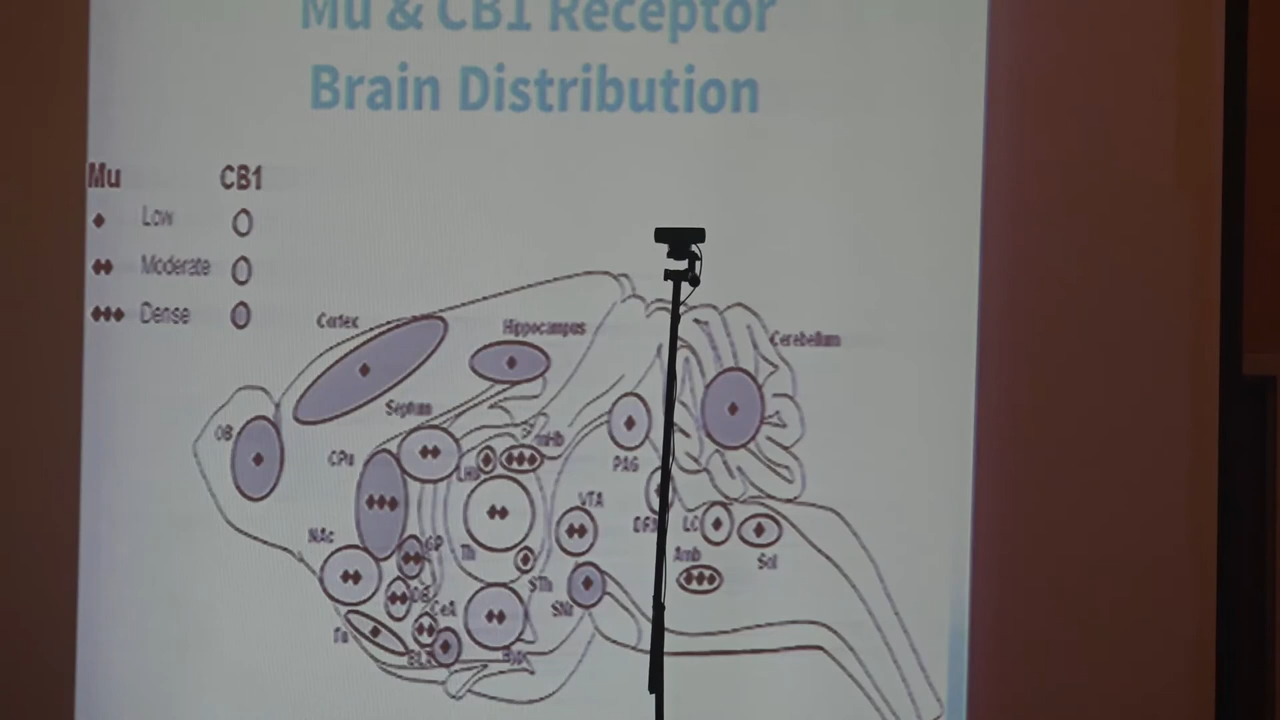 Mu & CB1 Receptor
Brain Distribution
Mu CB1
Low
Moderate
Dense
Cortex
Hippocampus
Cerebellum
Septum
OB
mHb
CPu
LHb
PAG
VTA
DRN LC
NAc
GP
Th
Amb
Sol
STh
CeA
SNr
Tu